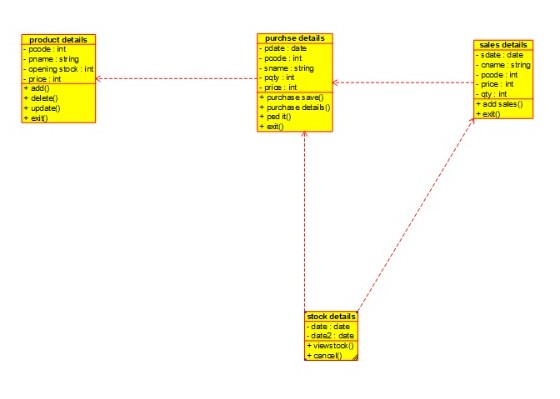 product details
- pcode : int
- pname : string
- opening stock : int
- price : int
+ add()
+ delete()
+ update()
+ exit()
purchse details
- pdate : date
- pcode : int
- sname : string
- pqty : int
- price : int
+ purchase save()
+ purchase details()
+ ped it()
+ exit()
sales details
- sdate : date
- cname : string
- pcode : int
- price : int
- qty : int
+ add sales()
+ exit()
stock details
- date : date
- date2 : date
+ viewstock()
+ cancel()